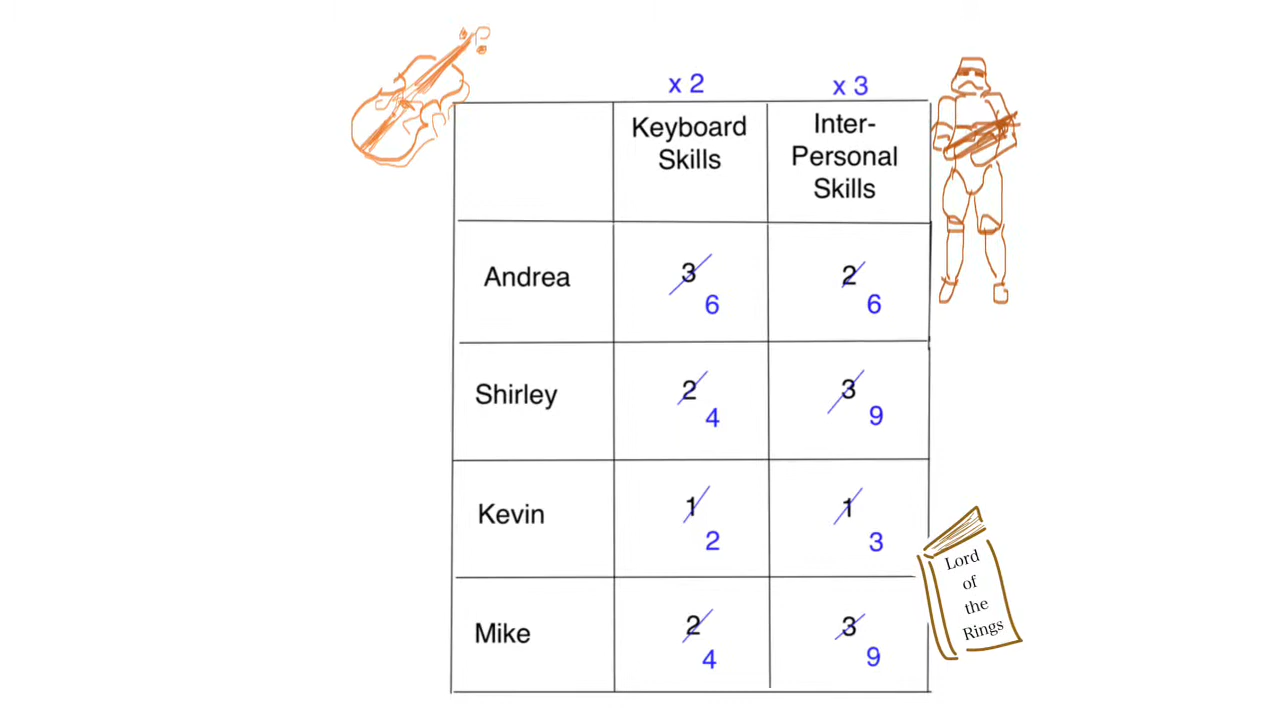 x 2
x 3
Keyboard
Skills
Inter-
Personal
Skills
Andrea
3
6
2
6
Shirley
2
4
3
9
Kevin
1
2
1
3
Mike
2
4
3
9
Lord
of
the
Rings